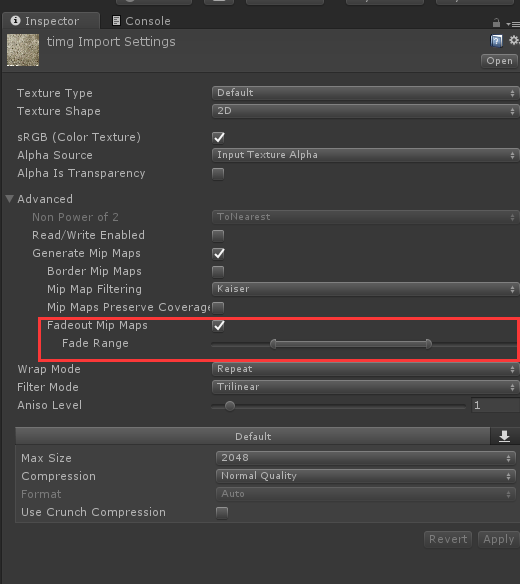 Inspector Console
timg Import Settings
Open
Texture Type Default
Texture Shape 2D
sRGB (Color Texture)
Alpha Source Input Texture Alpha
Alpha Is Transparency
Advanced
Non Power of 2 ToNearest
Read/Write Enabled
Generate Mip Maps
Border Mip Maps
Mip Map Filtering Kaiser
Mip Maps Preserve Coverage
Fadeout Mip Maps
Fade Range
Wrap Mode Repeat
Filter Mode Trilinear
Aniso Level 1
Default
Max Size 2048
Compression Normal Quality
Format Auto
Use Crunch Compression
Revert Apply